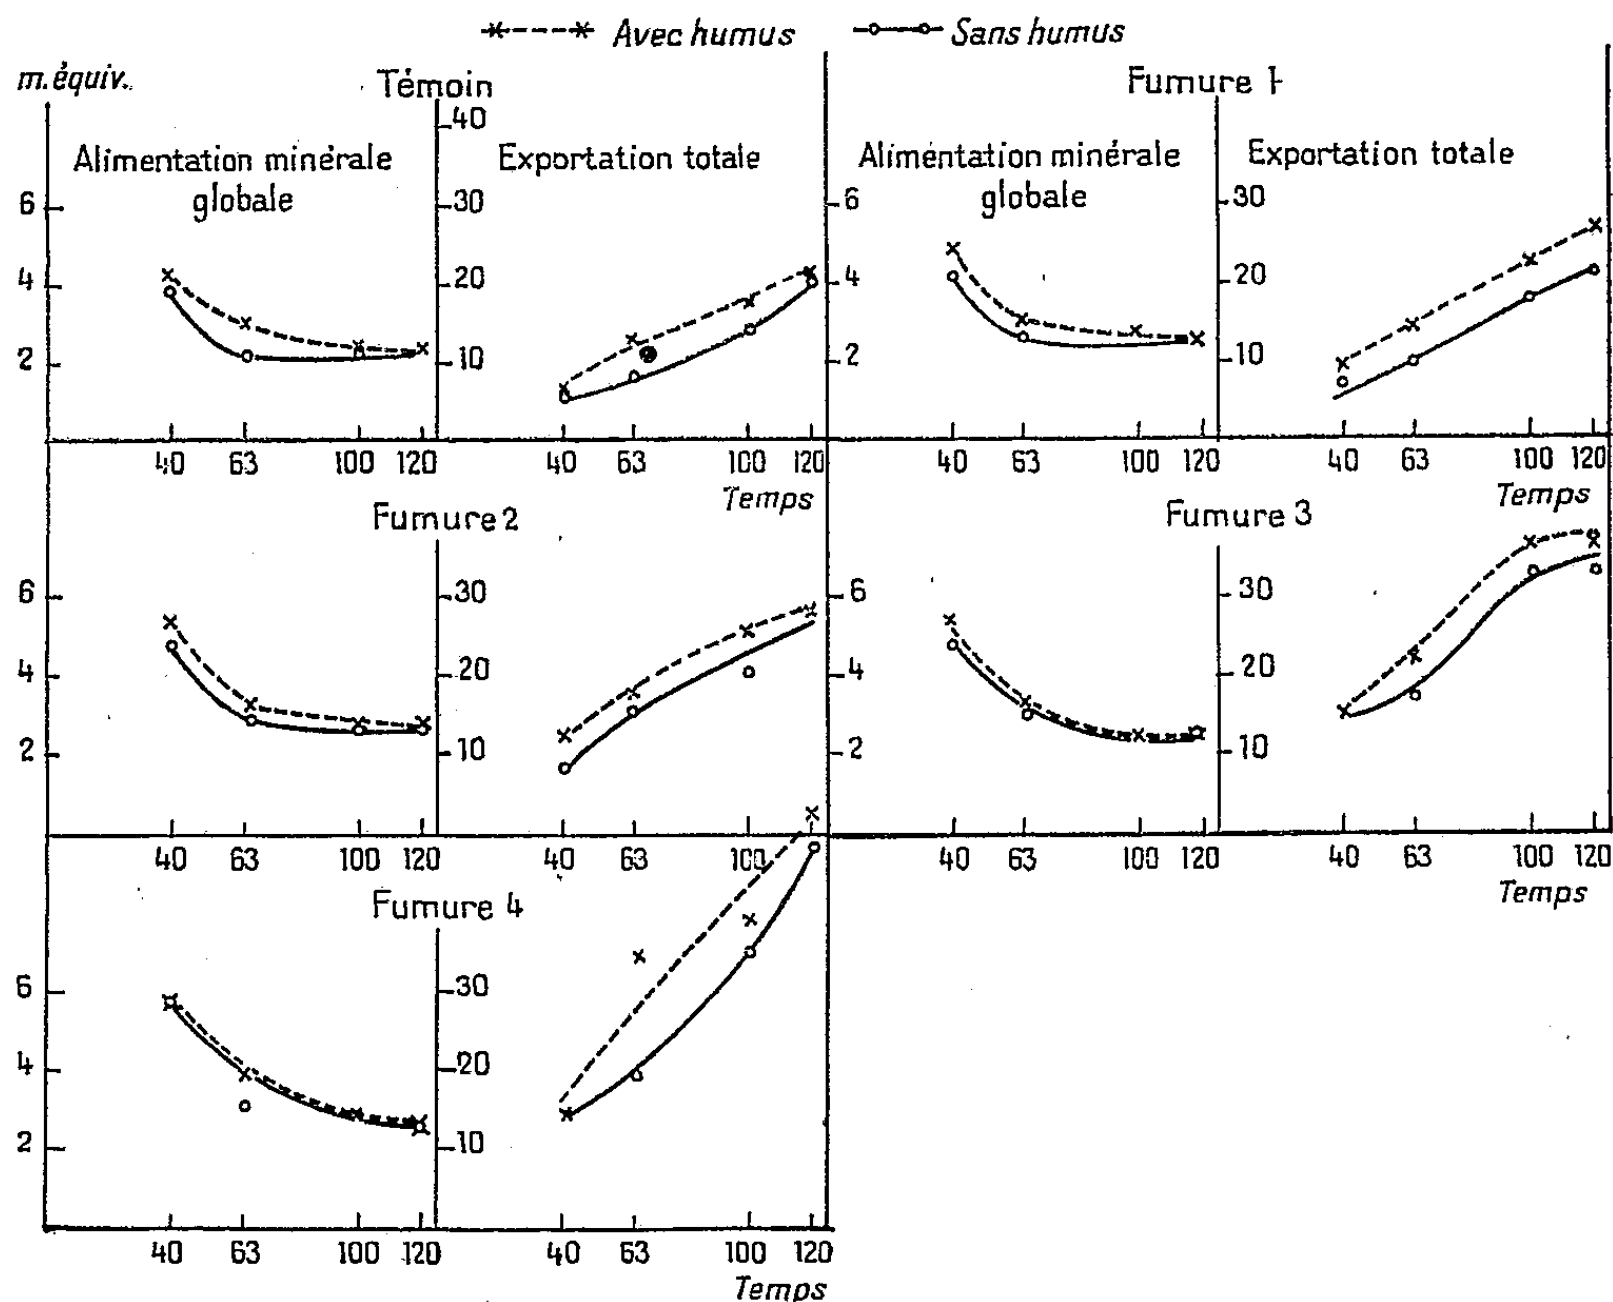 Avec humus Sans humus
m.équiv.
Témoin
Fumure 1
40
Alimentation minérale
globale
Exportation totale
Alimentation minérale
globale
Exportation totale
6 30 6 30
4 20 4 20
2 10 2 10
40 63 100 120 40 63 100 120 40 63 100 120 40 63 100 120
Temps Temps
Fumure 2 Fumure 3
6 30 6 30
4 20 4 20
2 10 2 10
40 63 100 120 40 63 100 120 40 63 100 120 40 63 100 120
Temps
Fumure 4
6 30
4 20
2 10
40 63 100 120 40 63 100 120
Temps